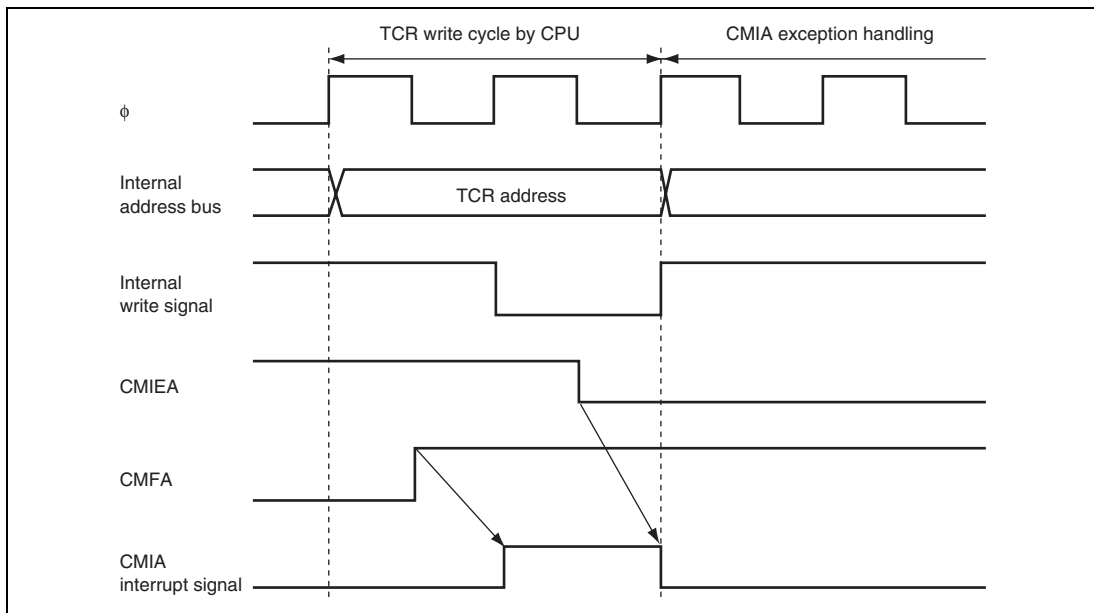 TCR write cycle by CPU
CMIA exception handling
ϕ
Internal
address bus
TCR address
Internal
write signal
CMIEA
CMFA
CMIA
interrupt signal